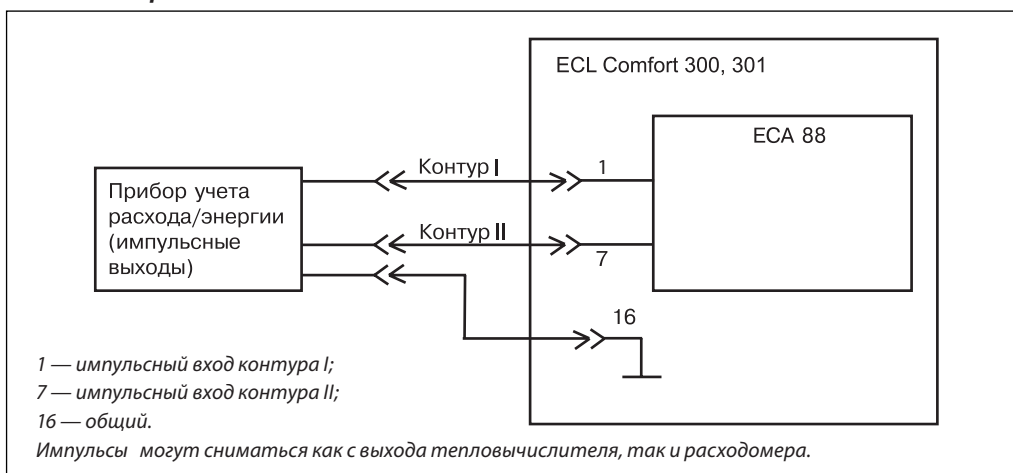 ECL Comfort 300, 301
ECA 88
Прибор учета
расхода/энергии
(импульсные
выходы)
Контур I
1
Контур II
7
16
1 — импульсный вход контура I;
7 — импульсный вход контура II;
16 — общий.
Импульсы могут сниматься как с выхода тепловычислителя, так и расходомера.